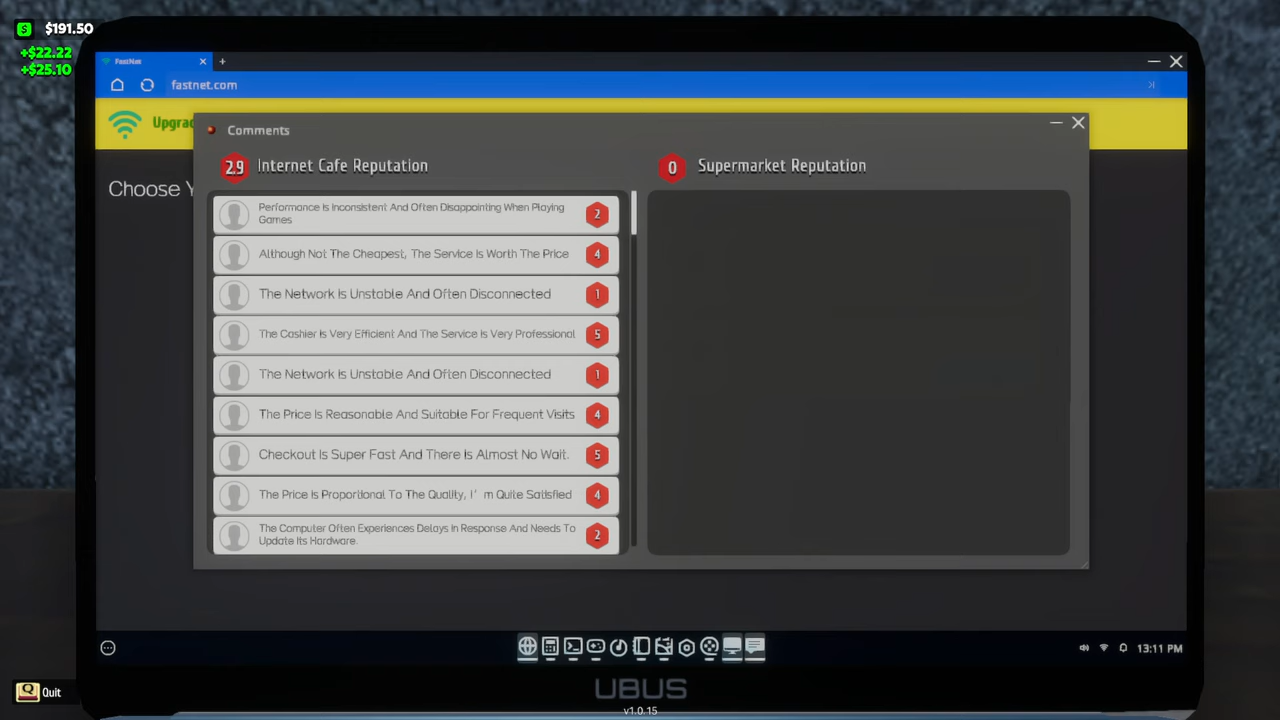 $191.50
+$22.22
+$25.10
FastNet
fastnet.com
Upgrad
Choose Y
Comments
2.9 Internet Cafe Reputation
Performance Is Inconsistent And Often Disappointing When Playing
Games
2
Although Not The Cheapest, The Service Is Worth The Price
4
The Network Is Unstable And Often Disconnected
1
The Cashier Is Very Efficient And The Service Is Very Professional
5
The Network Is Unstable And Often Disconnected
1
The Price Is Reasonable And Suitable For Frequent Visits
4
Checkout Is Super Fast And There Is Almost No Wait.
5
The Price Is Proportional To The Quality, I'm Quite Satisfied
4
The Computer Often Experiences Delays In Response And Needs To
Update Its Hardware.
2
0 Supermarket Reputation
13:11 PM
Q Quit
UBUS
v1.0.15